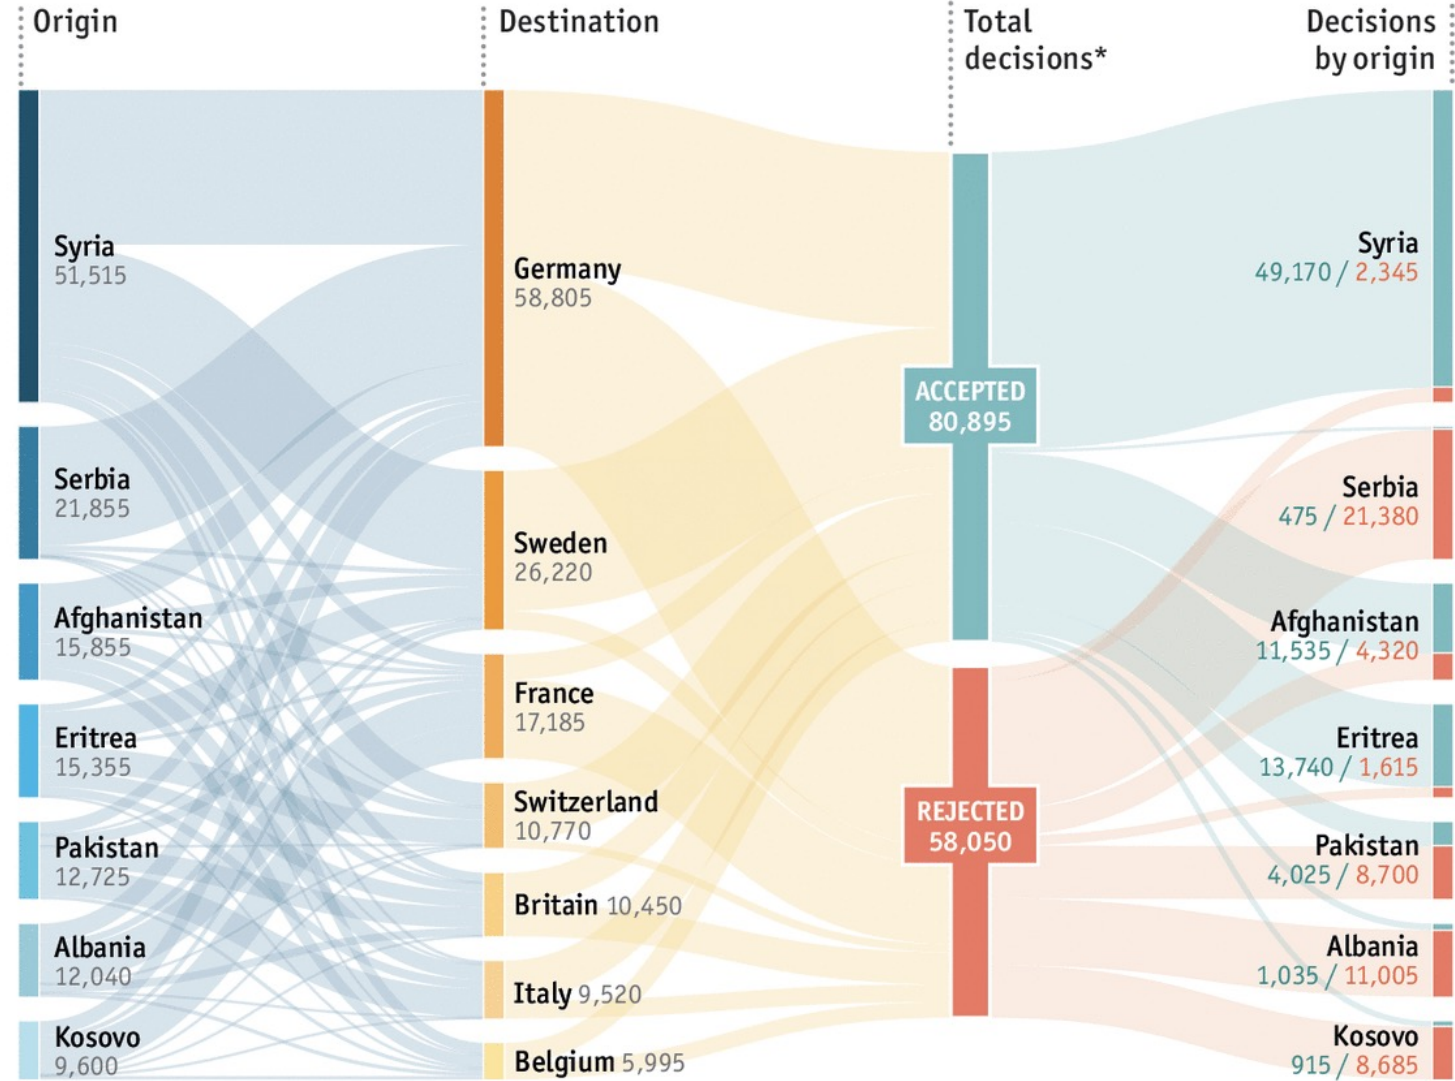 Origin
Destination
Total
decisions*
Decisions
by origin
Syria
51,515
Serbia
21,855
Afghanistan
15,855
Eritrea
15,355
Pakistan
12,725
Albania
12,040
Kosovo
9,600
Germany
58,805
Sweden
26,220
France
17,185
Switzerland
10,770
Britain 10,450
Italy 9,520
Belgium 5,995
ACCEPTED
80,895
REJECTED
58,050
Syria
49,170 / 2,345
Serbia
475 / 21,380
Afghanistan
11,535 / 4,320
Eritrea
13,740 / 1,615
Pakistan
4,025 / 8,700
Albania
1,035 / 11,005
Kosovo
915 / 8,685